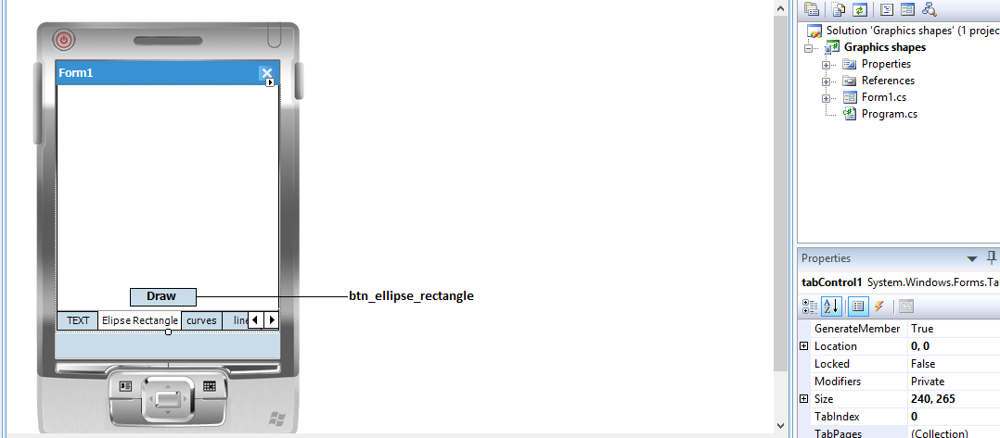 Form1
Draw
btn_ellipse_rectangle
TEXT
Elipse Rectangle
curves
line
Solution 'Graphics shapes' (1 projec
Graphics shapes
Properties
References
Form1.cs
Program.cs
Properties
tabControl1 System.Windows.Forms.Ta
GenerateMember True
Location 0, 0
Locked False
Modifiers Private
Size 240, 265
TabIndex 0
TabPages (Collection)